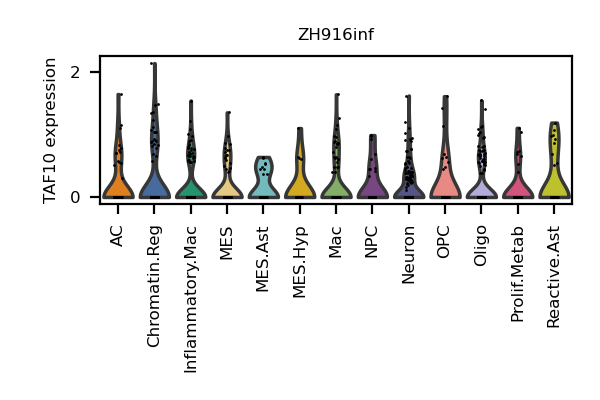 ZH916inf
TAF10 expression
2
0
AC
Chromatin.Reg
Inflammatory.Mac
MES
MES.Ast
MES.Hyp
Mac
NPC
Neuron
OPC
Oligo
Prolif.Metab
Reactive.Ast